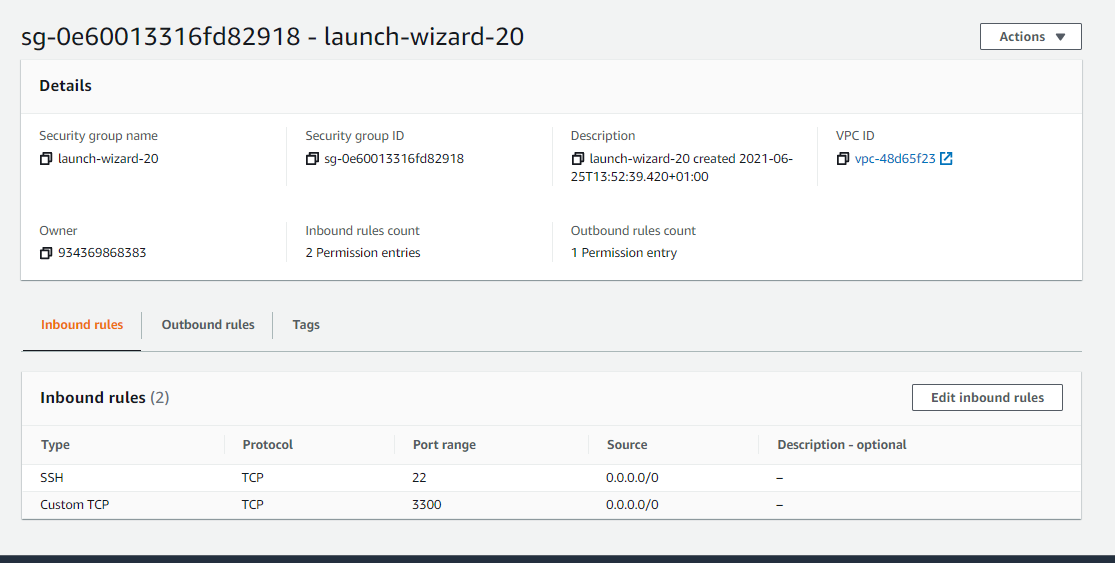 sg-0e60013316fd82918 - launch-wizard-20
Actions
Details
Security group name
launch-wizard-20
Security group ID
sg-0e60013316fd82918
Description
launch-wizard-20 created 2021-06-
25T13:52:39.420+01:00
VPC ID
vpc-48d65f23
Owner
934369868383
Inbound rules count
2 Permission entries
Outbound rules count
1 Permission entry
Inbound rules
Outbound rules
Tags
Inbound rules (2)
Edit inbound rules
Type Protocol Port range Source Description - optional
SSH TCP 22 0.0.0.0/0 –
Custom TCP TCP 3300 0.0.0.0/0 –